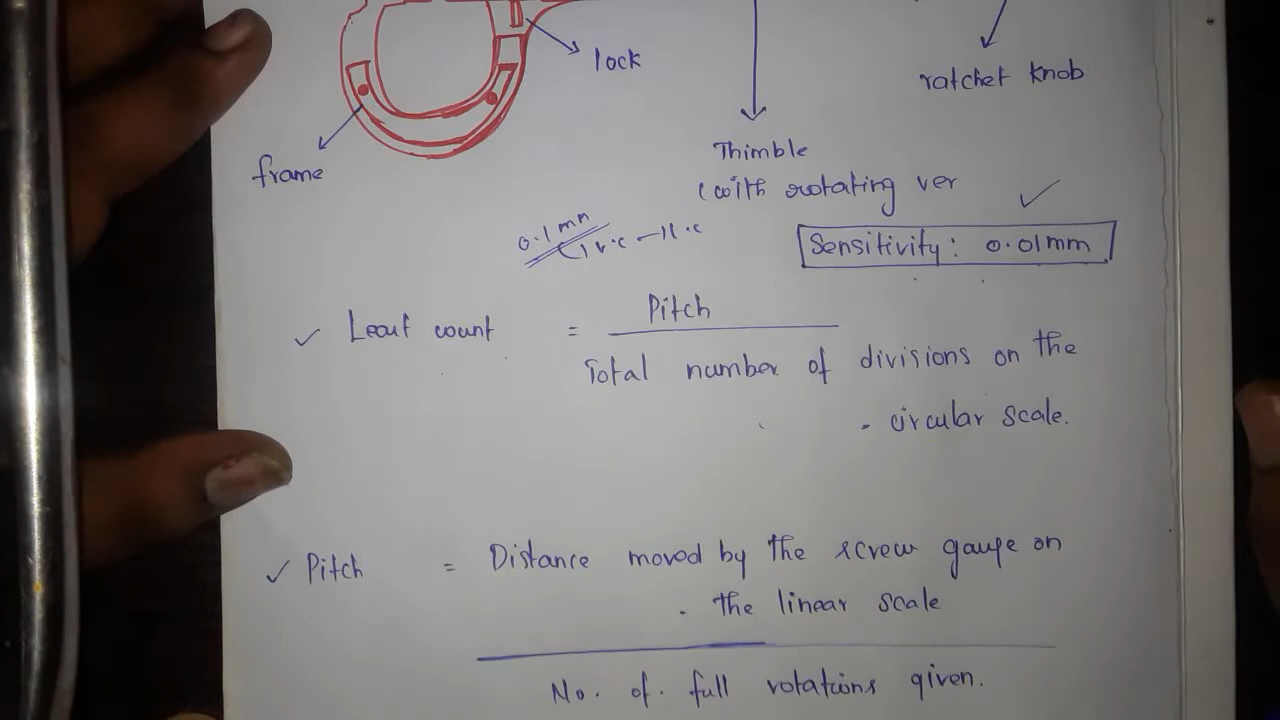 lock
ratchet knob
frame
Thimble
(with rotating ver
0.1mm
Sensitivity: 0.01mm
Leaut count = Pitch
Total number of divisions on the
circular scale.
Pitch = Distance moved by the screw gauge on
the linear scale
No. of. full rotations given.